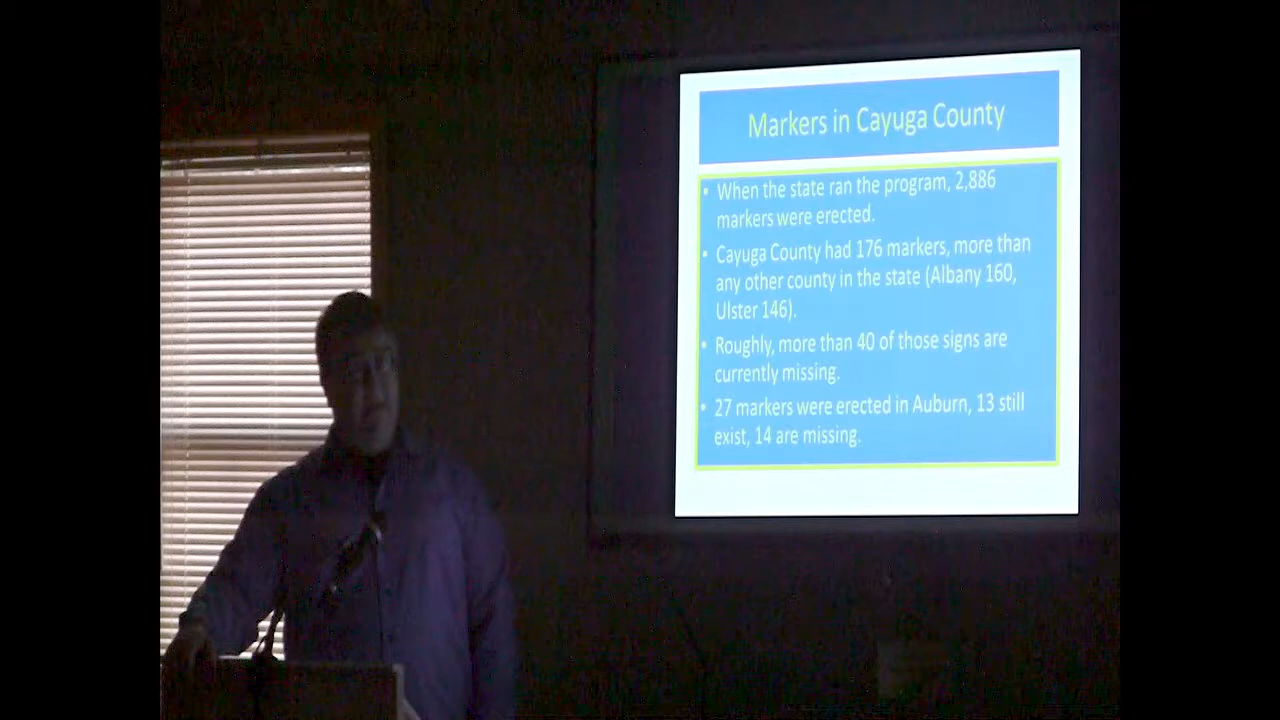 Markers in Cayuga County
• When the state ran the program, 2,886
markers were erected.
• Cayuga County had 176 markers, more than
any other county in the state (Albany 160,
Ulster 146).
• Roughly, more than 40 of those signs are
currently missing.
• 27 markers were erected in Auburn, 13 still
exist, 14 are missing.